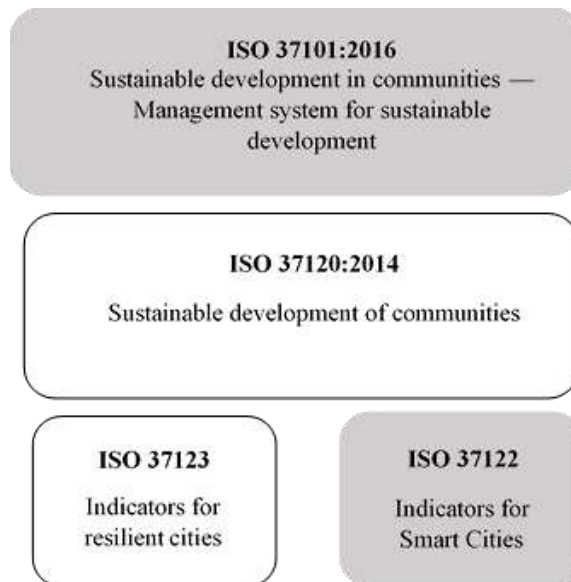 ISO 37101:2016
Sustainable development in communities —
Management system for sustainable
development
ISO 37120:2014
Sustainable development of communities
ISO 37123
Indicators for
resilient cities
ISO 37122
Indicators for
Smart Cities